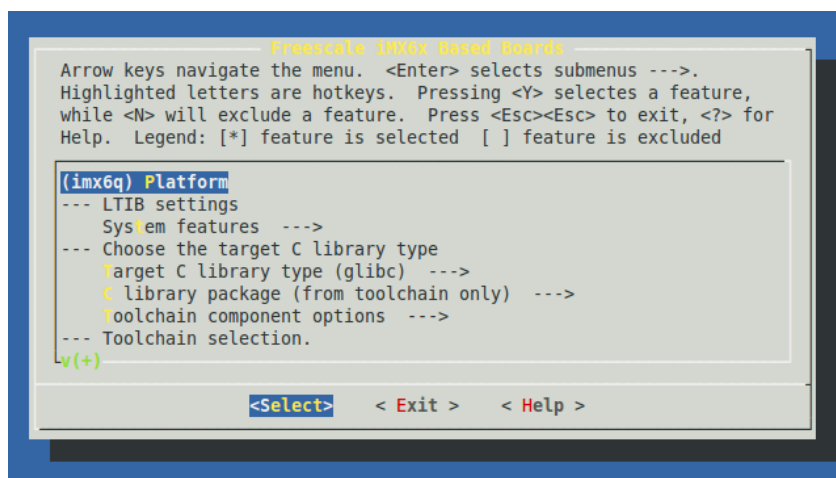 Freescale iMX6x Based Boards
Arrow keys navigate the menu.  <Enter> selects submenus --->.
Highlighted letters are hotkeys.  Pressing <Y> selectes a feature,
while <N> will exclude a feature.  Press <Esc><Esc> to exit, <?> for
Help.  Legend: [*] feature is selected  [ ] feature is excluded
(imx6q) Platform
--- LTIB settings
    System features  --->
--- Choose the target C library type
    Target C library type (glibc)  --->
    C library package (from toolchain only)  --->
    Toolchain component options  --->
--- Toolchain selection.
v(+)
<Select>    < Exit >    < Help >